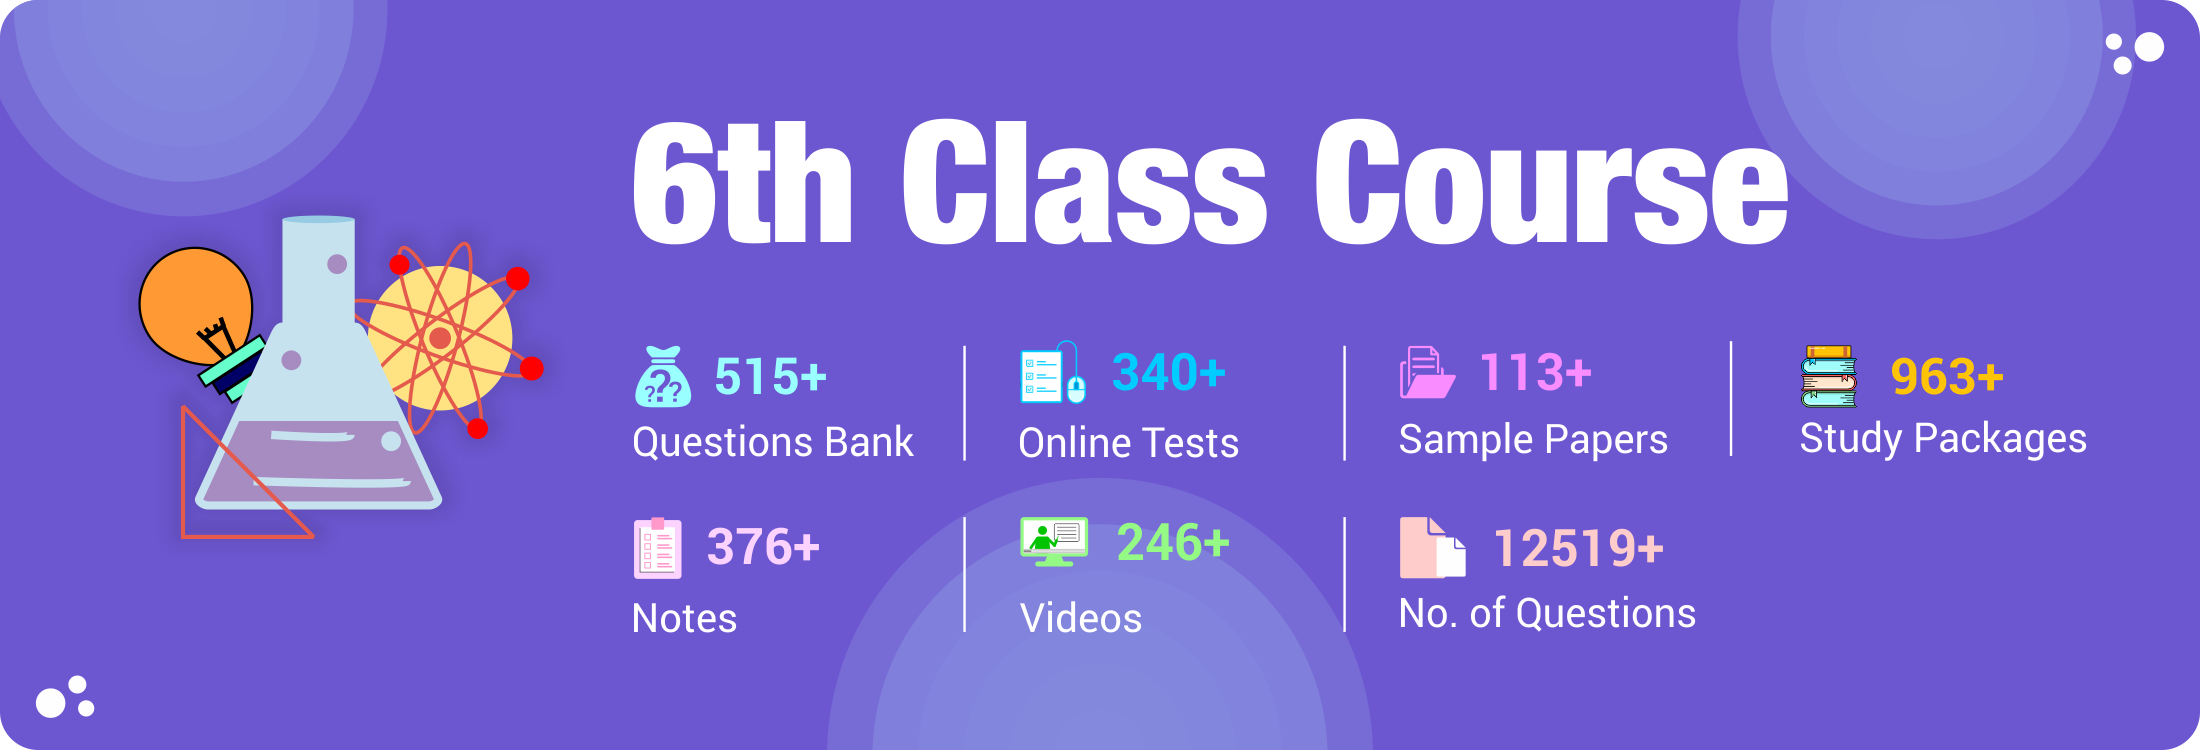 6th Class Course
515+
Questions Bank
340+
Online Tests
113+
Sample Papers
963+
Study Packages
376+
Notes
246+
Videos
12519+
No. of Questions